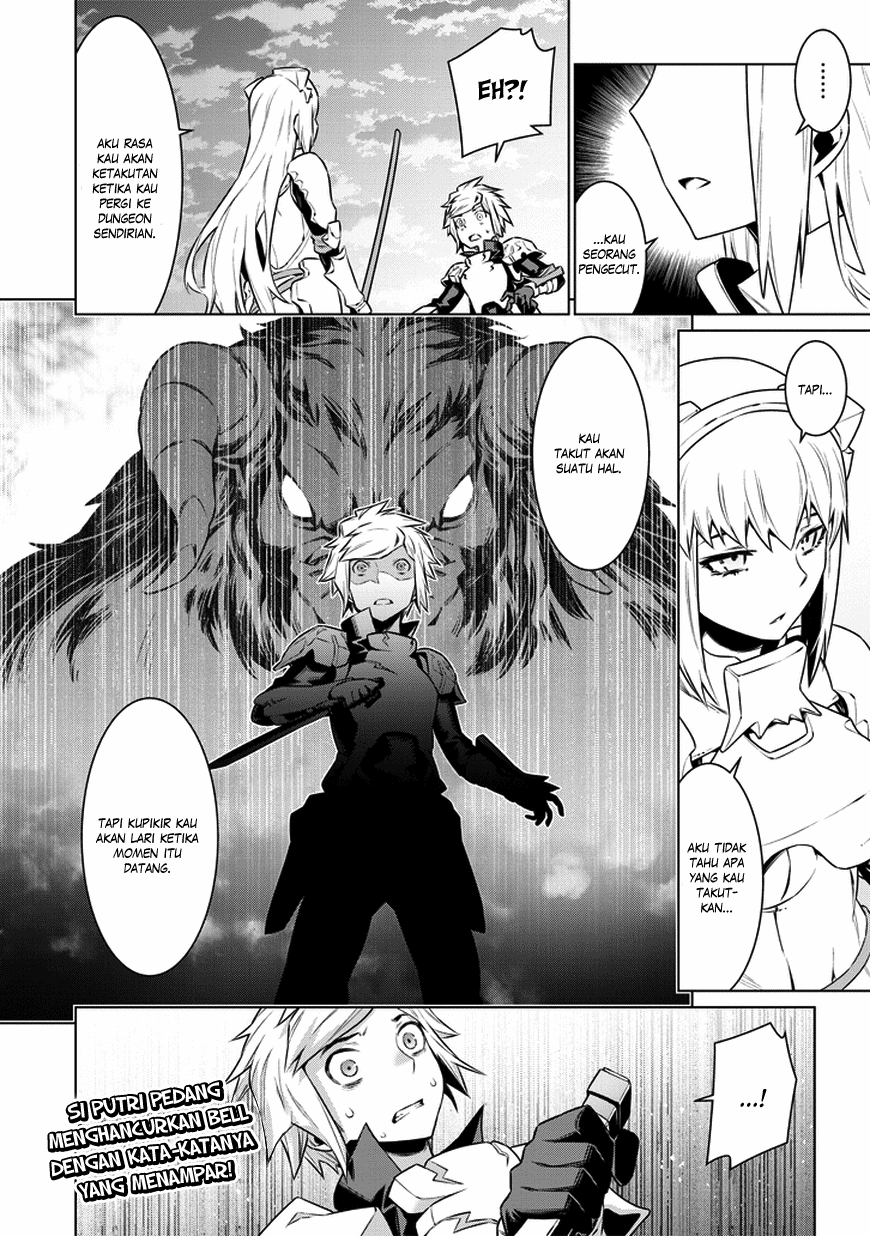 ......
...KAU
SEORANG
PENGECUT.
EH?!
AKU RASA
KAU AKAN
KETAKUTAN
KETIKA KAU
PERGI KE
DUNGEON
SENDIRIAN.
TAPI...
AKU TIDAK
TAHU APA
YANG KAU
TAKUT-
KAN...
KAU
TAKUT AKAN
SUATU HAL.
TAPI KUPIKIR KAU
AKAN LARI KETIKA
MOMEN ITU
DATANG.
...!
SI PUTRI PEDANG
MENGHANCURKAN BELL
DENGAN KATA-KATANYA
YANG MENAMPAR!